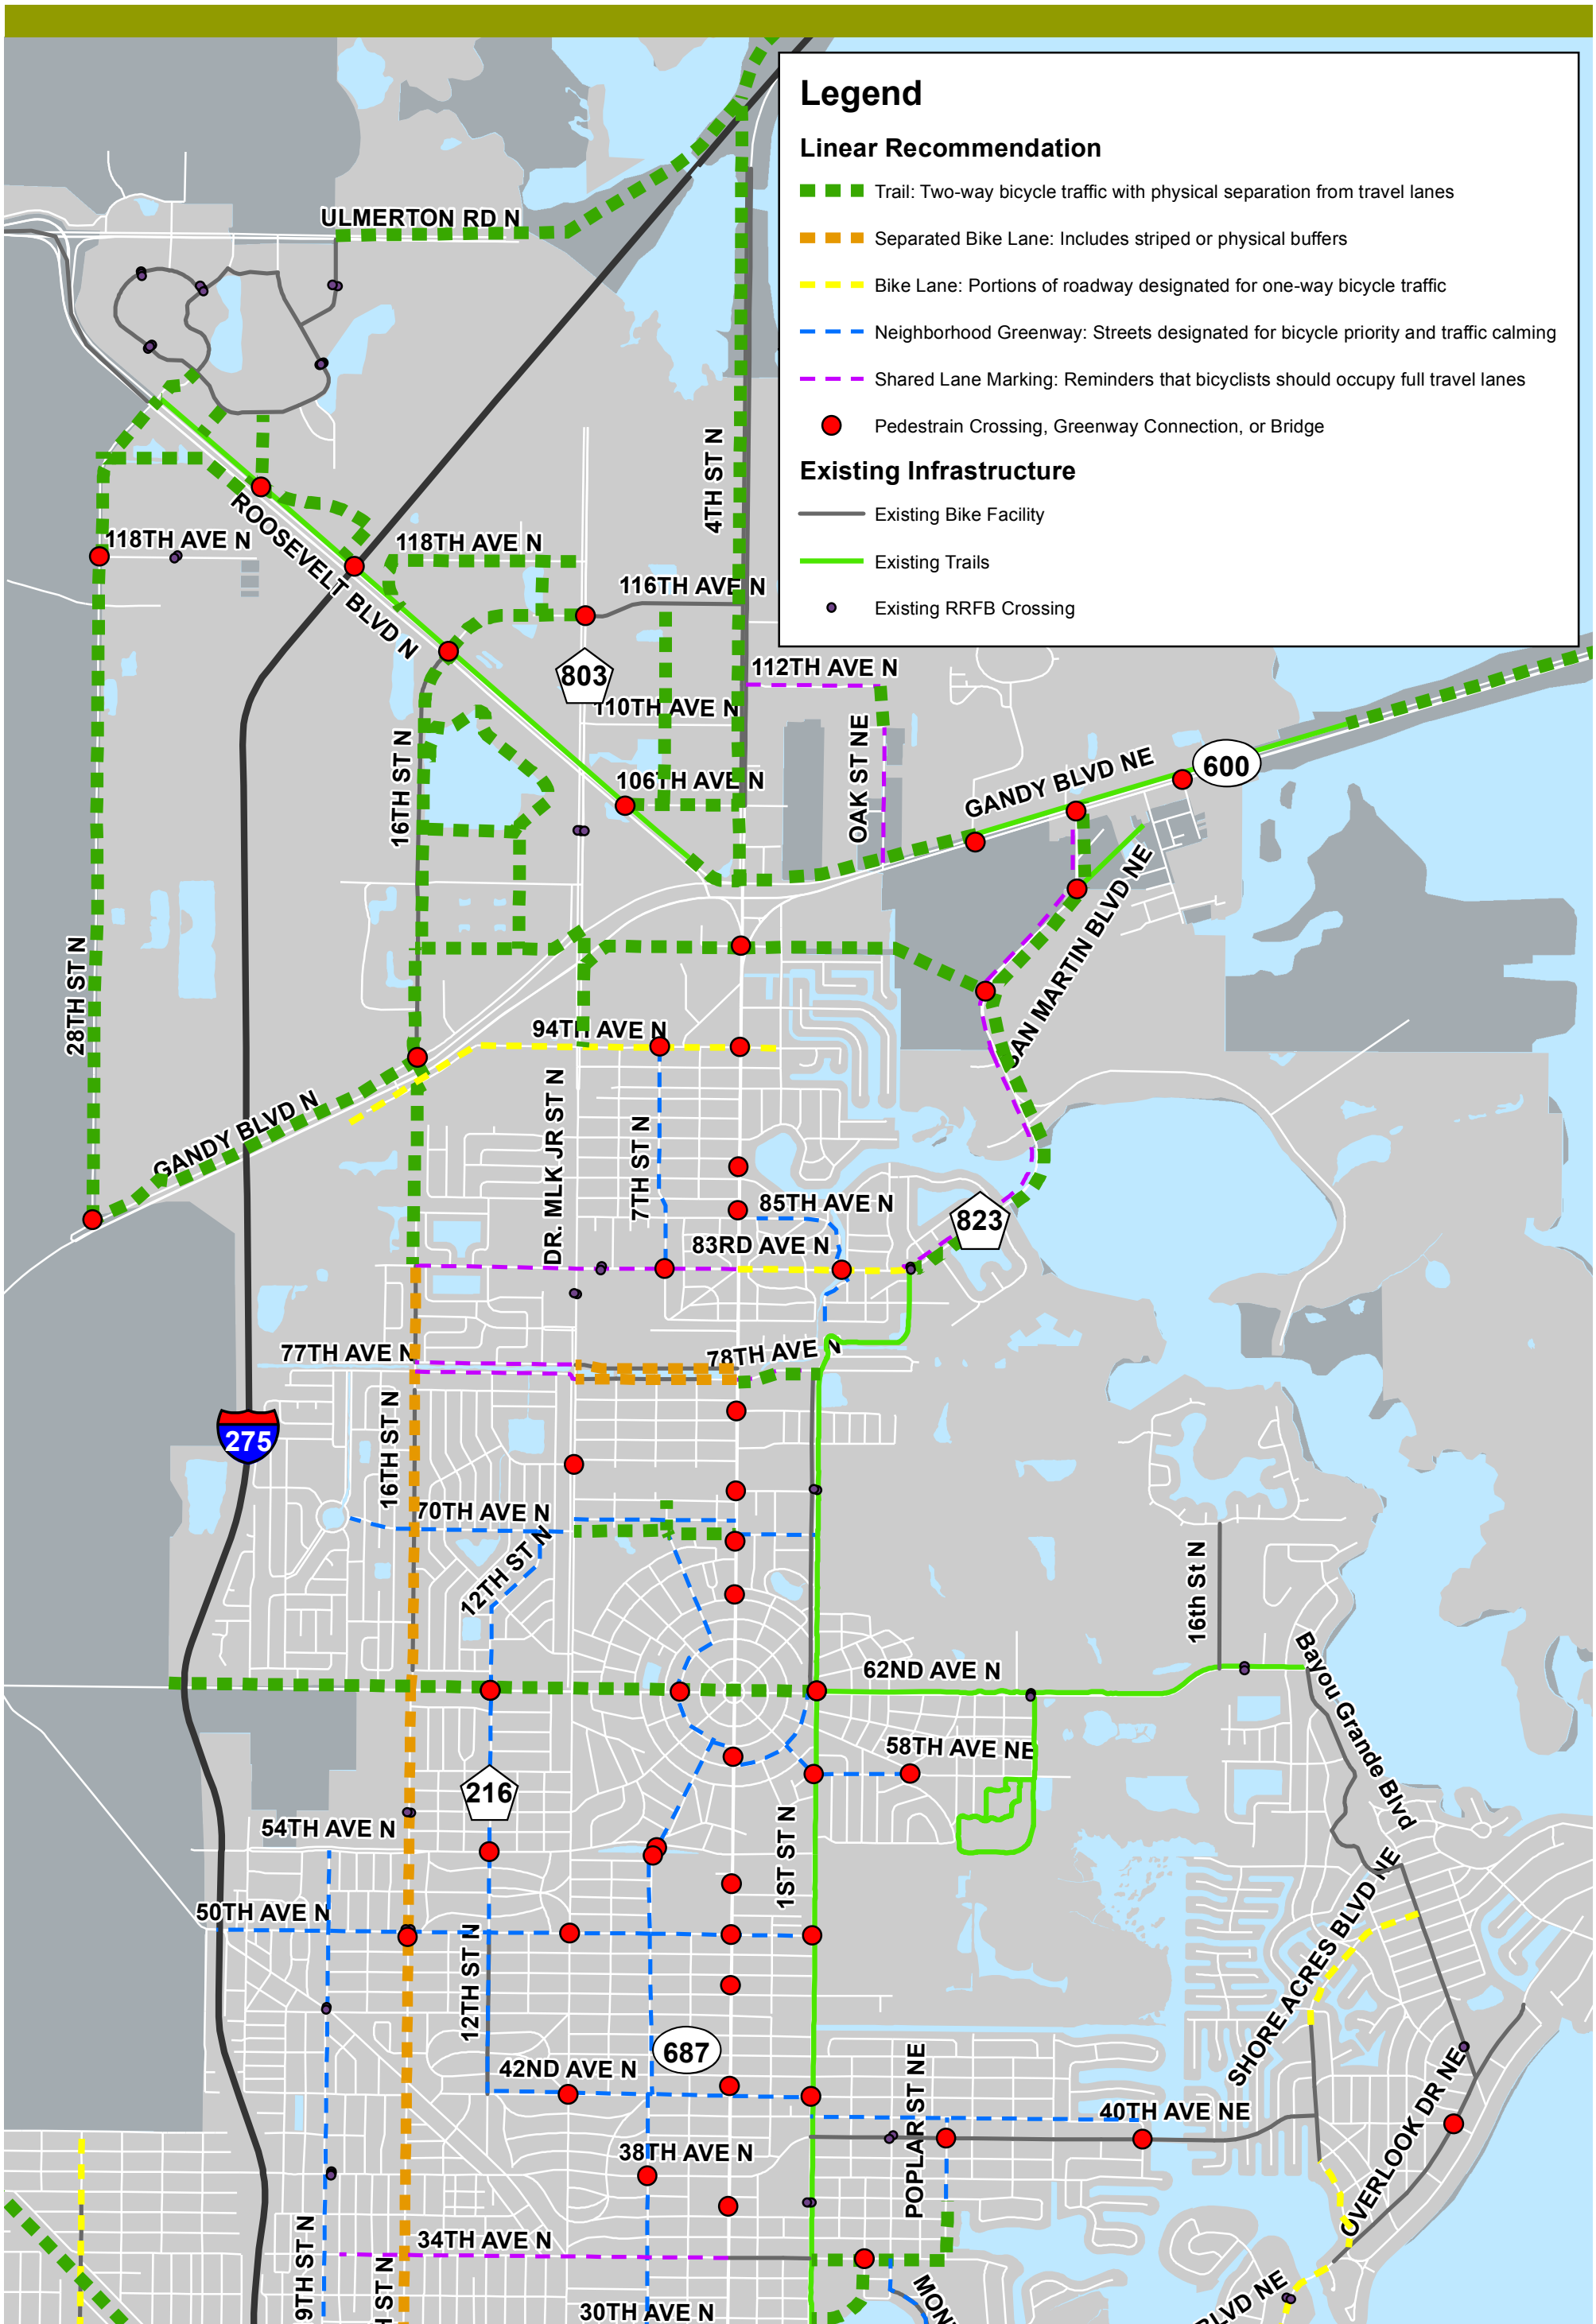 Legend
Linear Recommendation
Trail: Two-way bicycle traffic with physical separation from travel lanes
Separated Bike Lane: Includes striped or physical buffers
Bike Lane: Portions of roadway designated for one-way bicycle traffic
Neighborhood Greenway: Streets designated for bicycle priority and traffic calming
Shared Lane Marking: Reminders that bicyclists should occupy full travel lanes
Pedestrain Crossing, Greenway Connection, or Bridge
Existing Infrastructure
Existing Bike Facility
Existing Trails
Existing RRFB Crossing
ULMERTON RD N
4TH ST N
ROOSEVELT BLVD N
118TH AVE N
118TH AVE N
116TH AVE N
803
112TH AVE N
110TH AVE N
16TH ST N
OAK ST NE
106TH AVE N
GANDY BLVD NE
600
SAN MARTIN BLVD NE
28TH ST N
94TH AVE N
GANDY BLVD N
DR. MLK JR ST N
7TH ST N
85TH AVE N
823
83RD AVE N
77TH AVE N
78TH AVE N
275
16TH ST N
70TH AVE N
12TH ST N
16th St N
62ND AVE N
Bayou Grande Blvd
58TH AVE NE
216
54TH AVE N
1ST ST N
50TH AVE N
12TH ST N
SHORE ACRES BLVD NE
687
42ND AVE N
POPLAR ST NE
40TH AVE NE
OVERLOOK DR NE
38TH AVE N
34TH AVE N
9TH ST N
H ST N
30TH AVE N
MON
BLVD NE